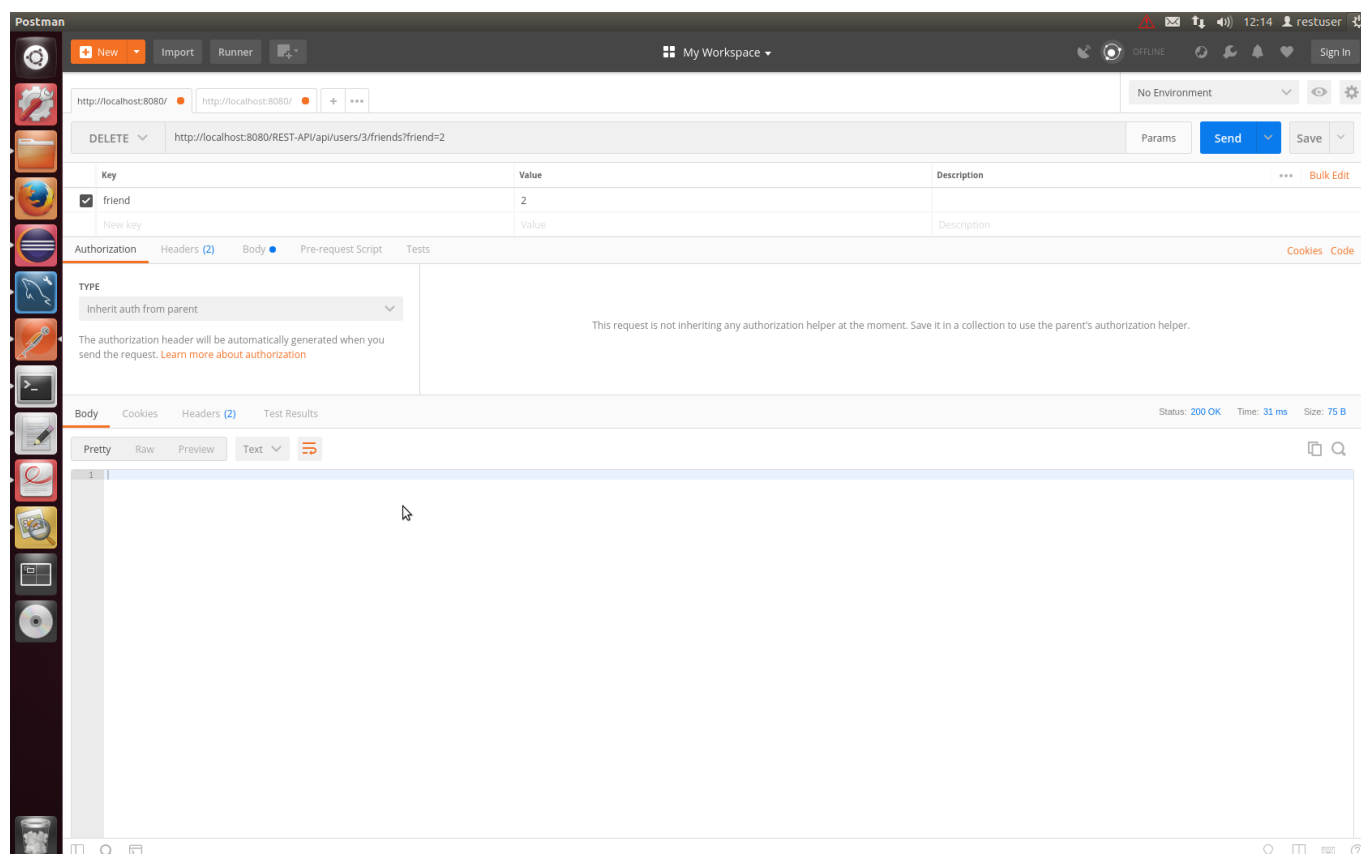 Postman
12:14 restuser
New Import Runner My Workspace OFFLINE Sign In
http://localhost:8080/ http://localhost:8080/ + No Environment
DELETE http://localhost:8080/REST-API/api/users/3/friends?friend=2 Params Send Save
Key Value Description Bulk Edit
friend 2
New key Value Description
Authorization Headers (2) Body Pre-request Script Tests Cookies Code
TYPE
Inherit auth from parent
The authorization header will be automatically generated when you
send the request. Learn more about authorization
This request is not inheriting any authorization helper at the moment. Save it in a collection to use the parent's authorization helper.
Body Cookies Headers (2) Test Results Status: 200 OK Time: 31 ms Size: 75 B
Pretty Raw Preview Text
1